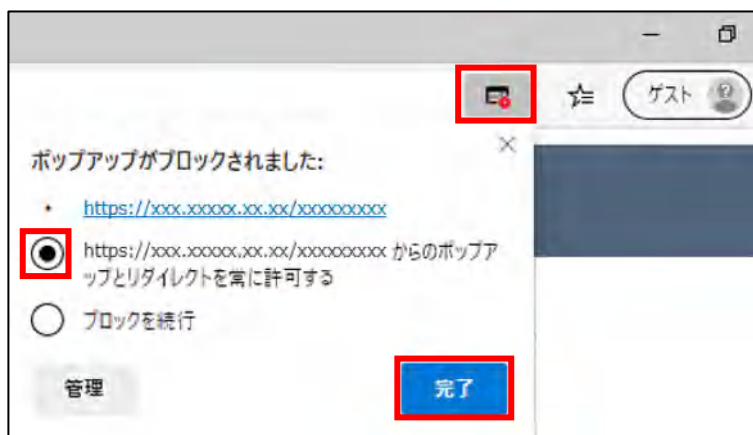 ゲスト
ポップアップがブロックされました:
• https://xxx.xxxxx.xx.xx/xxxxxxxxx
https://xxx.xxxxx.xx.xx/xxxxxxxxx からのポップア
ップとリダイレクトを常に許可する
ブロックを続行
管理
完了